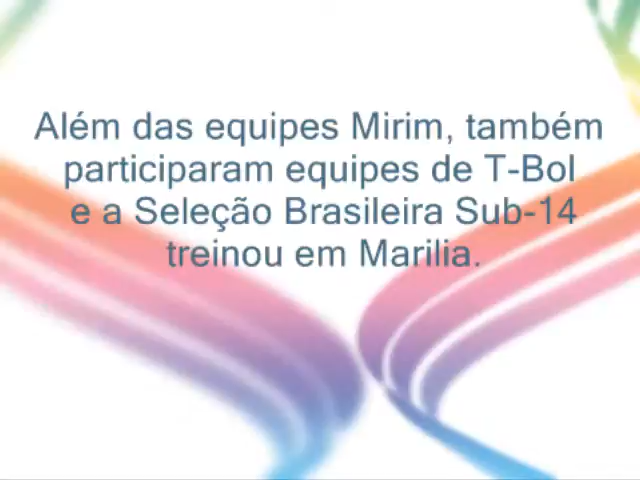 Além das equipes Mirim, também
participaram equipes de T-Bol
e a Seleção Brasileira Sub-14
treinou em Marilia.